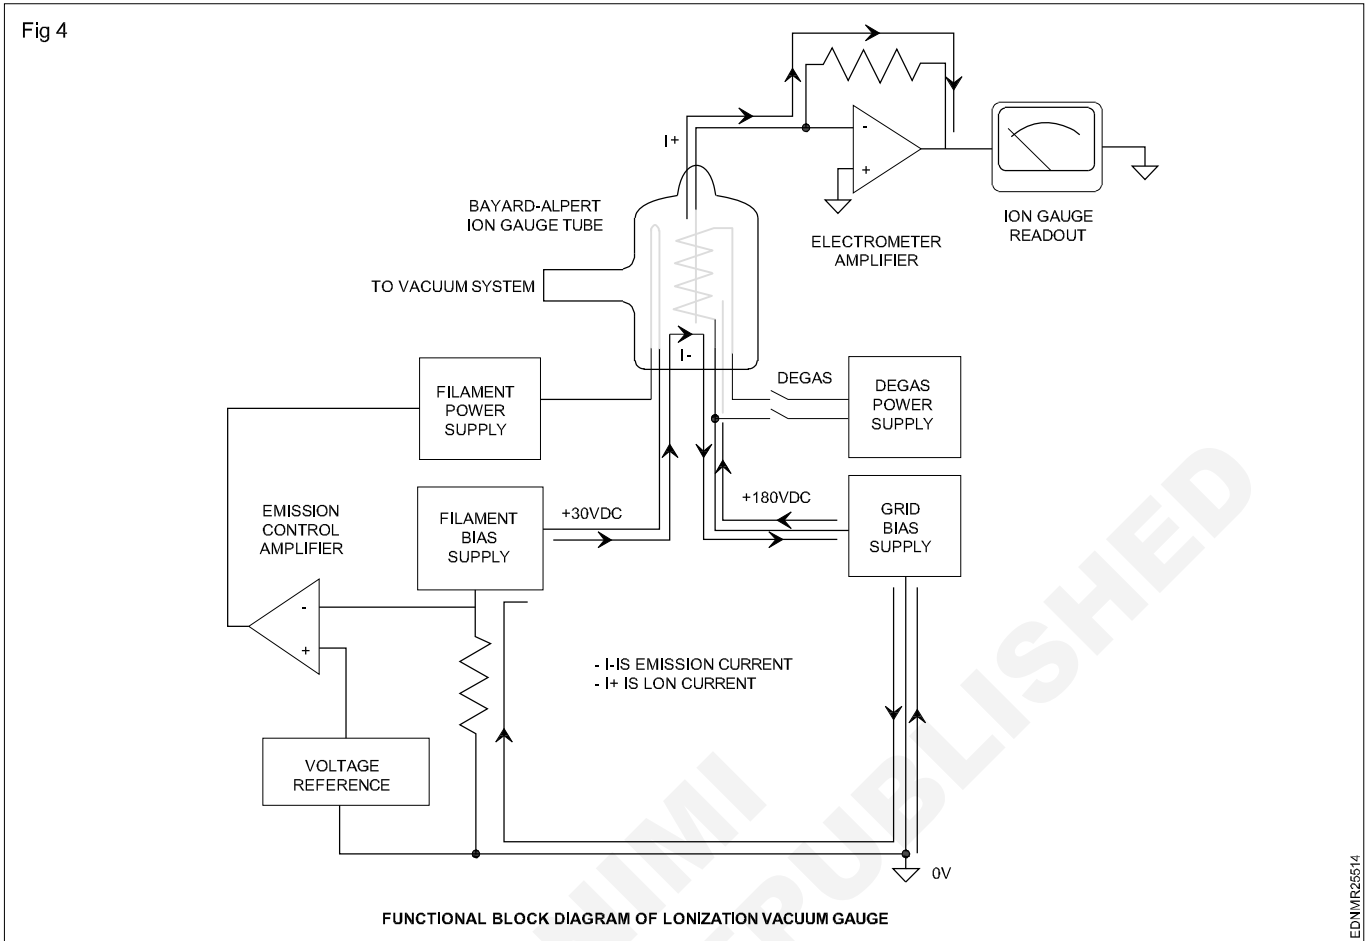 Fig 4
I+
-
+
BAYARD-ALPERT
ION GAUGE TUBE
ELECTROMETER
AMPLIFIER
ION GAUGE
READOUT
TO VACUUM SYSTEM
I-
FILAMENT
POWER
SUPPLY
DEGAS
DEGAS
POWER
SUPPLY
EMISSION
CONTROL
AMPLIFIER
FILAMENT
BIAS
SUPPLY
+30VDC
+180VDC
GRID
BIAS
SUPPLY
-
+
- I-IS EMISSION CURRENT
- I+ IS LON CURRENT
VOLTAGE
REFERENCE
0V
FUNCTIONAL BLOCK DIAGRAM OF LONIZATION VACUUM GAUGE
EDNMR25514
NIMI
PUBLISHED